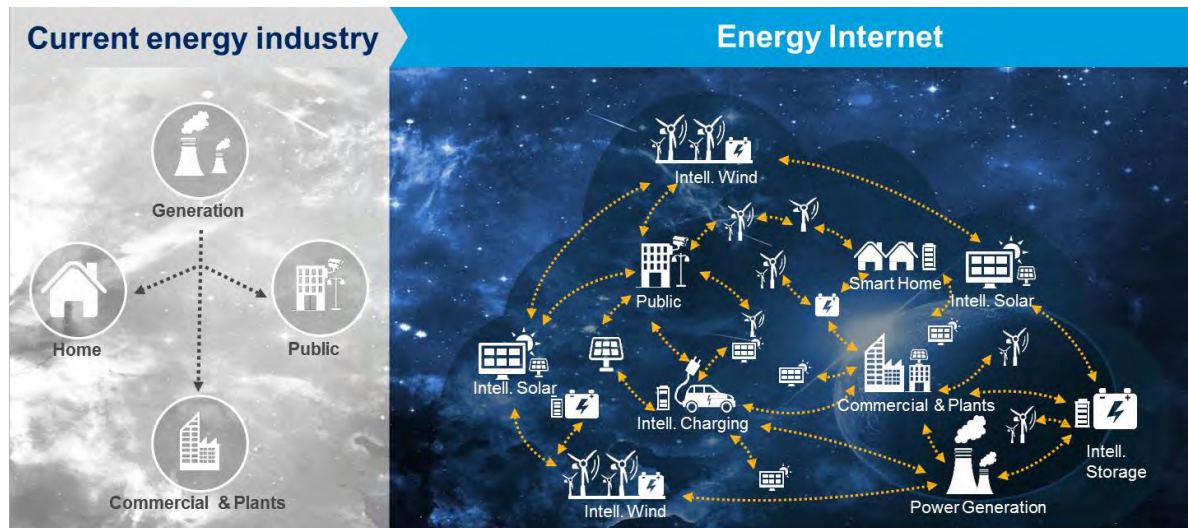 Current energy industry
Energy Internet
Generation
Home
Public
Commercial & Plants
Intell. Wind
Public
Smart Home
Intell. Solar
Intell. Solar
Intell. Charging
Commercial & Plants
Intell.
Storage
Intell. Wind
Power Generation